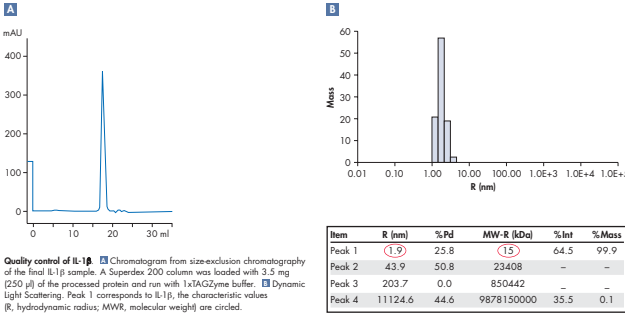 A
mAU
400
300
200
100
0
0 10 20 30 ml
Quality control of IL-1β. A Chromatogram from size-exclusion chromatography
of the final IL-1β sample. A Superdex 200 column was loaded with 3.5 mg
(250 µl) of the processed protein and run with 1xTAGZyme buffer. B Dynamic
Light Scattering. Peak 1 corresponds to IL-1β, the characteristic values
(R, hydrodynamic radius; MWR, molecular weight) are circled.
B
Mass
60
50
40
30
20
10
0
0.01 0.10 1.00 10.00 100.00 1.0E+3 1.0E+4 1.0E+
R (nm)
Item R (nm) %Pd MW-R (kDa) %Int %Mass
Peak 1 1.9 25.8 15 64.5 99.9
Peak 2 43.9 50.8 23408 – –
Peak 3 203.7 0.0 850442 – –
Peak 4 11124.6 44.6 9878150000 35.5 0.1